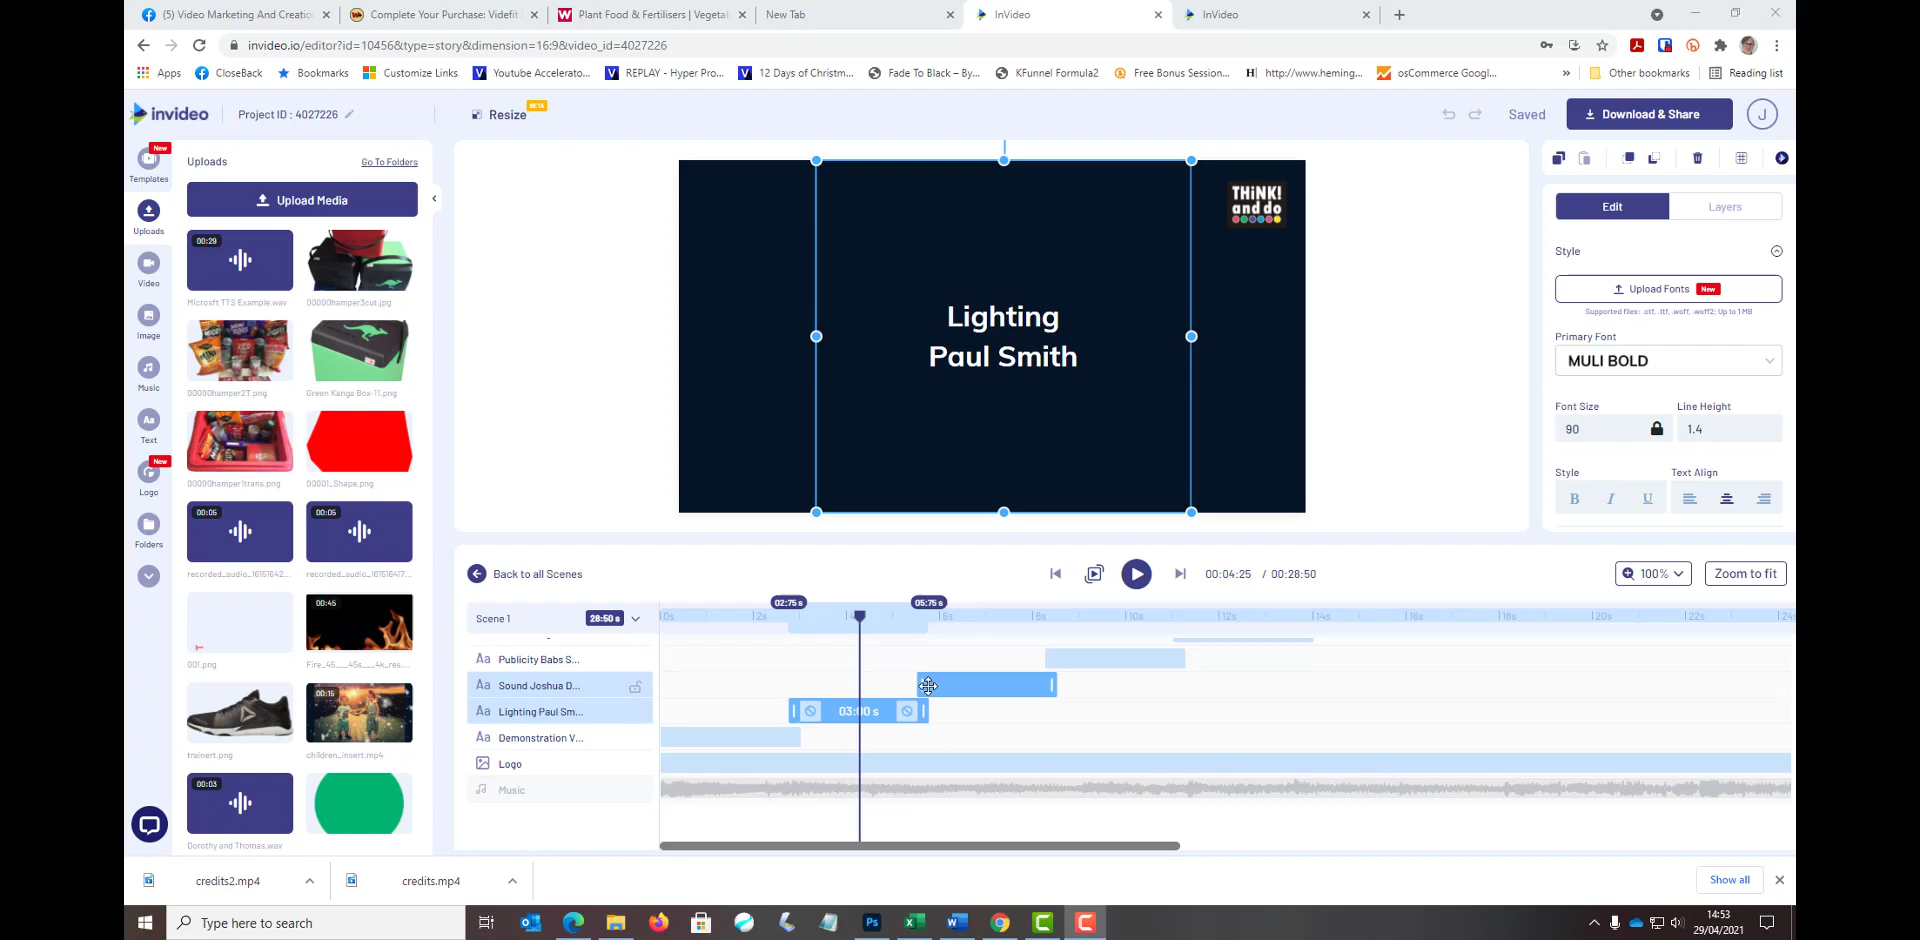 (5) Video Marketing And Creation
Complete Your Purchase: Videfit
Plant Food & Fertilisers | Vegetab
New Tab
InVideo
InVideo
invideo.io/editor?id=10456&type=story&dimension=16:9&video_id=4027226
Apps
CloseBack
Bookmarks
Customize Links
Youtube Accelerato...
REPLAY - Hyper Pro...
12 Days of Christm...
Fade To Black – By...
KFunnel Formula2
Free Bonus Session...
http://www.heming...
osCommerce Googl...
»
Other bookmarks
Reading list
invideo
Project ID : 4027226
Resize
BETA
Saved
Download & Share
J
New
Templates
Uploads
Video
Image
Music
Text
New
Logo
Folders
Uploads
Go To Folders
Upload Media
00:29
Microsft TTS Example.wav
00000hamper3cut.jpg
00000hamper2T.png
Green Kanga Box-11.png
00000hamper1trans.png
00001_Shape.png
00:05
00:05
recorded_audio_16151642...
recorded_audio_161516417...
00:45
001.png
Fire_45___45s___4k_res...
00:15
trainert.png
children_insert.mp4
00:03
Dorothy and Thomas.wav
THiNK!
and do
Lighting
Paul Smith
Edit
Layers
Style
Upload Fonts
New
Supported files: .otf, .ttf, .woff, .woff2; Up to 1 MB
Primary Font
MULI BOLD
Font Size
Line Height
90
1.4
Style
Text Align
B
I
U
Back to all Scenes
00:04:25 / 00:28:50
100%
Zoom to fit
02:75 s
05:75 s
Scene 1
28:50 s
0s
2s
4
6s
8s
10s
12s
14s
16s
18s
20s
22s
24s
Aa Publicity Babs S...
Aa Sound Joshua D...
Aa Lighting Paul Sm...
03:00 s
Aa Demonstration V...
Logo
Music
credits2.mp4
credits.mp4
Show all
Type here to search
14:53
29/04/2021